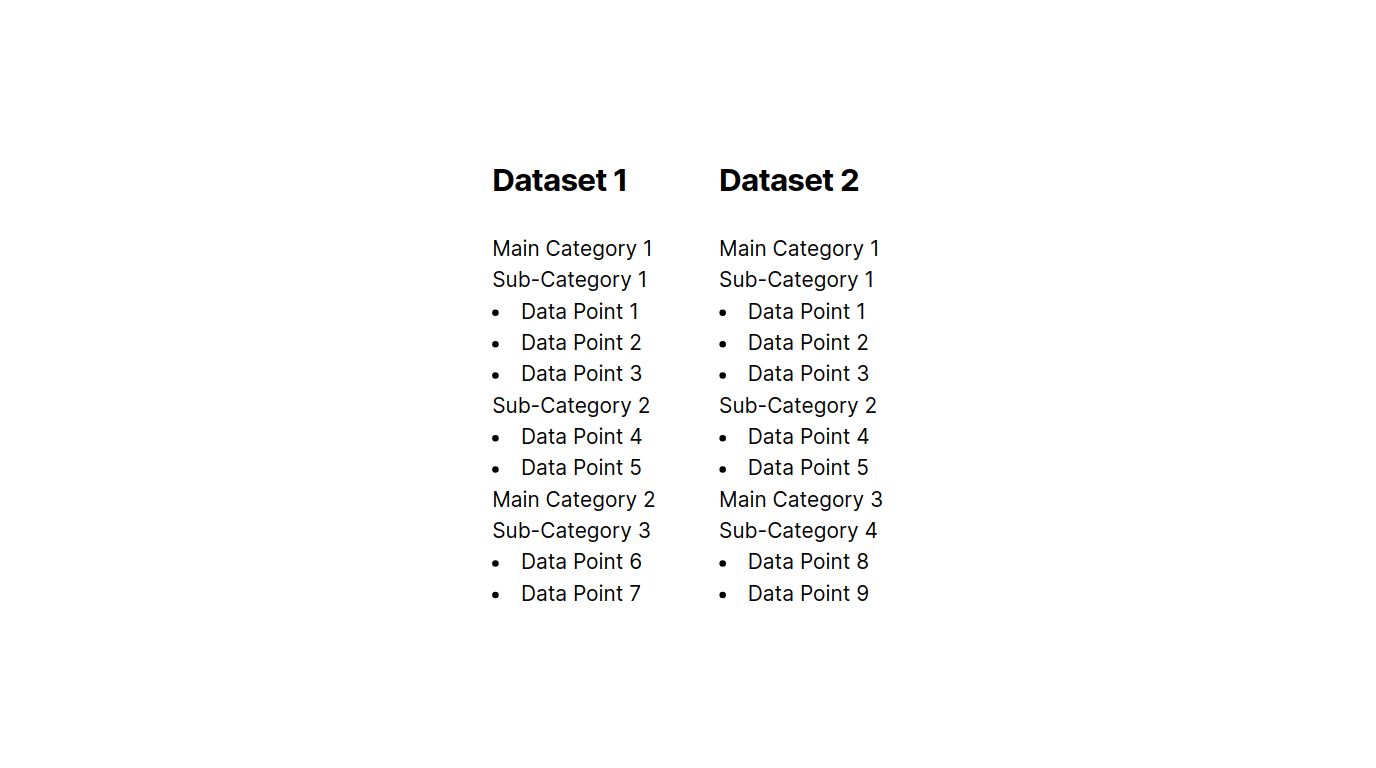 Dataset 1
Main Category 1
Sub-Category 1
• Data Point 1
• Data Point 2
• Data Point 3
Sub-Category 2
• Data Point 4
• Data Point 5
Main Category 2
Sub-Category 3
• Data Point 6
• Data Point 7
Dataset 2
Main Category 1
Sub-Category 1
• Data Point 1
• Data Point 2
• Data Point 3
Sub-Category 2
• Data Point 4
• Data Point 5
Main Category 3
Sub-Category 4
• Data Point 8
• Data Point 9